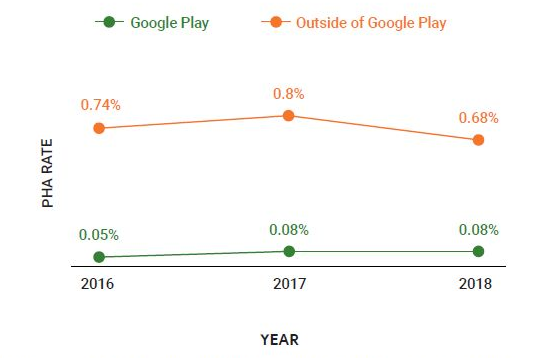 Google Play Outside of Google Play
0.74% 0.8% 0.68%
PHA RATE
0.05% 0.08% 0.08%
2016 2017 2018
YEAR